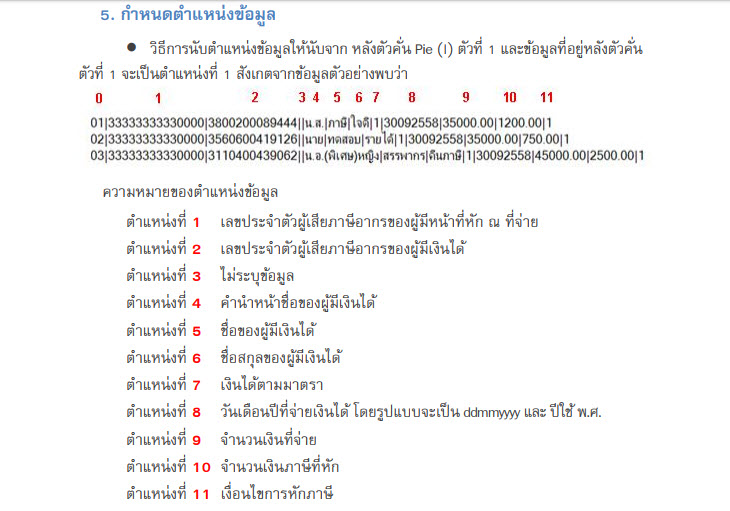 5. กำหนดตำแหน่งข้อมูล
● วิธีการนับตำแหน่งข้อมูลให้นับจาก หลังตัวคั่น Pie (|) ตัวที่ 1 และข้อมูลที่อยู่หลังตัวคั่น
ตัวที่ 1 จะเป็นตำแหน่งที่ 1 สังเกตจากข้อมูลตัวอย่างพบว่า
0 1 2 3 4 5 6 7 8 9 10 11
01|33333333330000|3800200089444||น.ส.|ภาษี|ใจดี|1|30092558|35000.00|1200.00|1
02|33333333330000|3560600419126||นาย|ทดสอบ|รายได้|1|30092558|35000.00|750.00|1
03|33333333330000|3110400439062||น.อ.(พิเศษ)หญิง|สรรพากร|คืนภาษี|1|30092558|45000.00|2500.00|1
ความหมายของตำแหน่งข้อมูล
ตำแหน่งที่ 1 เลขประจำตัวผู้เสียภาษีอากรของผู้มีหน้าที่หัก ณ ที่จ่าย
ตำแหน่งที่ 2 เลขประจำตัวผู้เสียภาษีอากรของผู้มีเงินได้
ตำแหน่งที่ 3 ไม่ระบุข้อมูล
ตำแหน่งที่ 4 คำนำหน้าชื่อของผู้มีเงินได้
ตำแหน่งที่ 5 ชื่อของผู้มีเงินได้
ตำแหน่งที่ 6 ชื่อสกุลของผู้มีเงินได้
ตำแหน่งที่ 7 เงินได้ตามมาตรา
ตำแหน่งที่ 8 วันเดือนปีที่จ่ายเงินได้ โดยรูปแบบจะเป็น ddmmyyyy และ ปีใช้ พ.ศ.
ตำแหน่งที่ 9 จำนวนเงินที่จ่าย
ตำแหน่งที่ 10 จำนวนเงินภาษีที่หัก
ตำแหน่งที่ 11 เงื่อนไขการหักภาษี